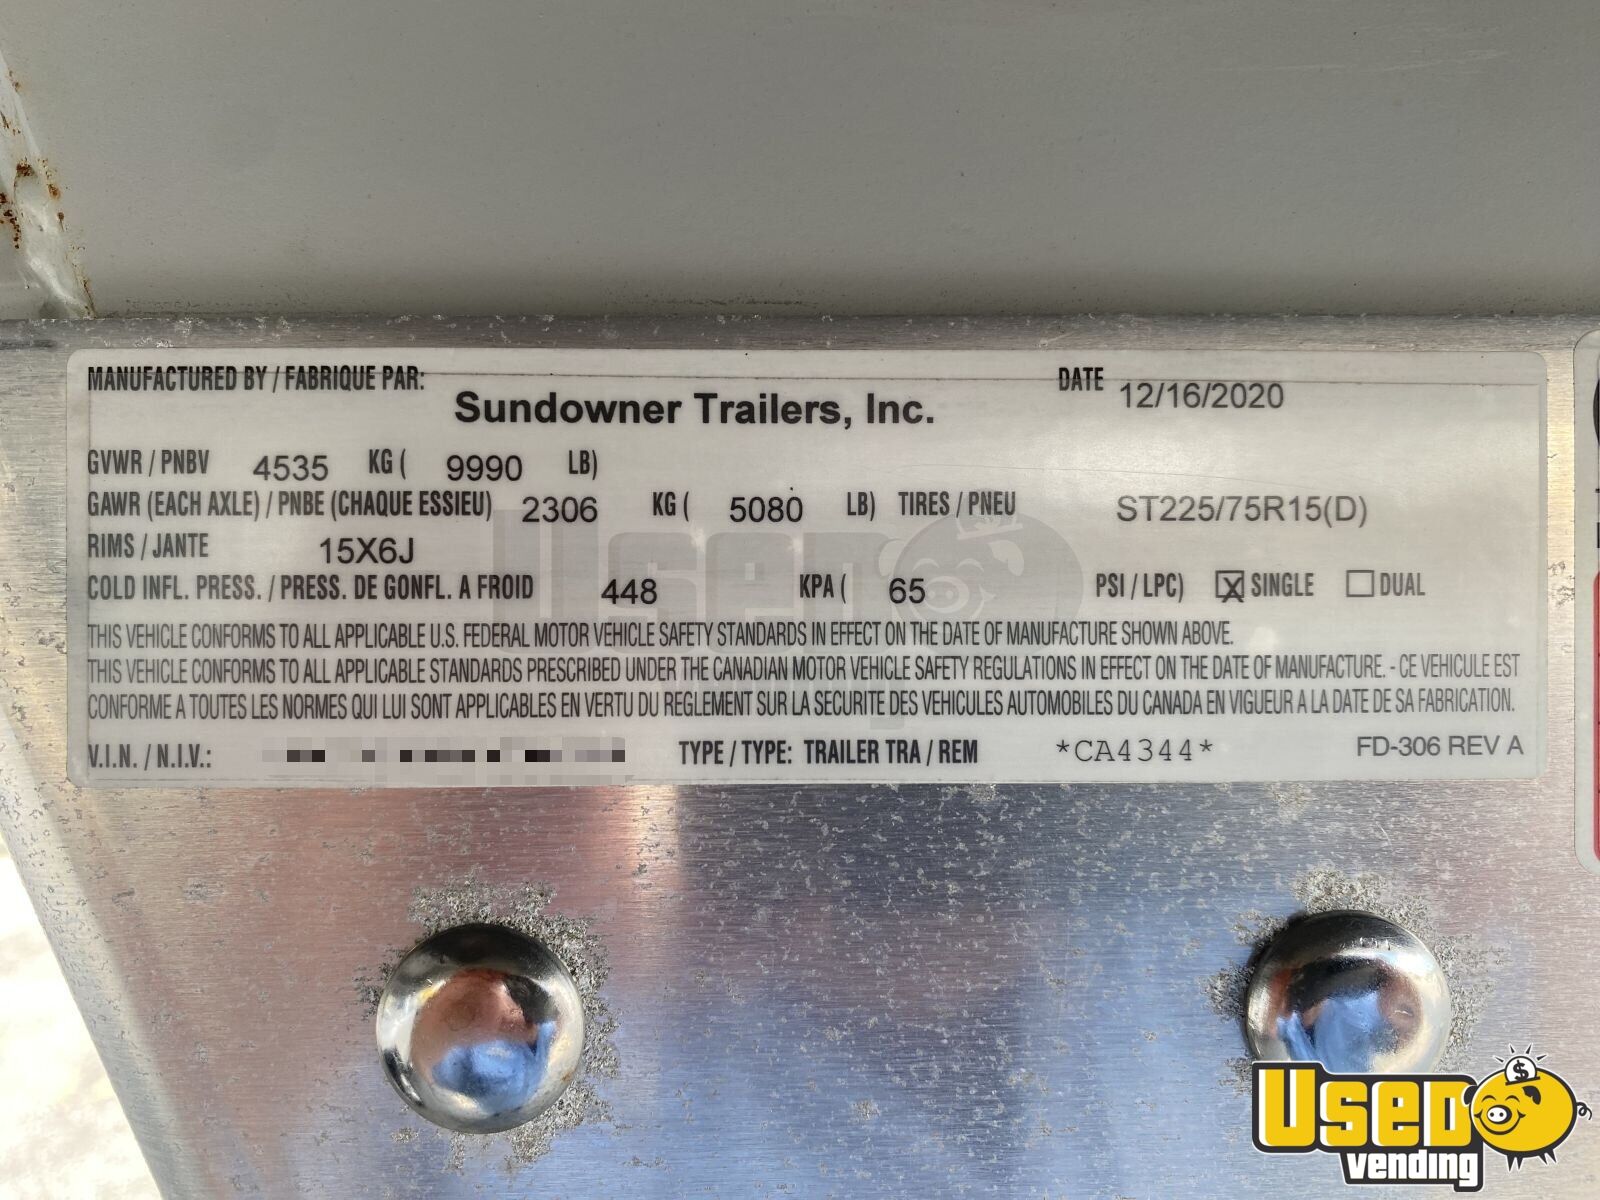 MANUFACTURED BY / FABRIQUE PAR: Sundowner Trailers, Inc. DATE 12/16/2020
GVWR / PNBV 4535 KG ( 9990 LB)
GAWR (EACH AXLE) / PNBE (CHAQUE ESSIEU) 2306 KG ( 5080 LB) TIRES / PNEU ST225/75R15(D)
RIMS / JANTE 15X6J
COLD INFL. PRESS. / PRESS. DE GONFL. A FROID 448 KPA ( 65 PSI / LPC) X SINGLE DUAL
THIS VEHICLE CONFORMS TO ALL APPLICABLE U.S. FEDERAL MOTOR VEHICLE SAFETY STANDARDS IN EFFECT ON THE DATE OF MANUFACTURE SHOWN ABOVE.
THIS VEHICLE CONFORMS TO ALL APPLICABLE STANDARDS PRESCRIBED UNDER THE CANADIAN MOTOR VEHICLE SAFETY REGULATIONS IN EFFECT ON THE DATE OF MANUFACTURE. - CE VEHICULE EST
CONFORME A TOUTES LES NORMES QUI LUI SONT APPLICABLES EN VERTU DU REGLEMENT SUR LA SECURITE DES VEHICULES AUTOMOBILES DU CANADA EN VIGUEUR A LA DATE DE SA FABRICATION.
V.I.N. / N.I.V.: TYPE / TYPE: TRAILER TRA / REM *CA4344* FD-306 REV A
USED
vending